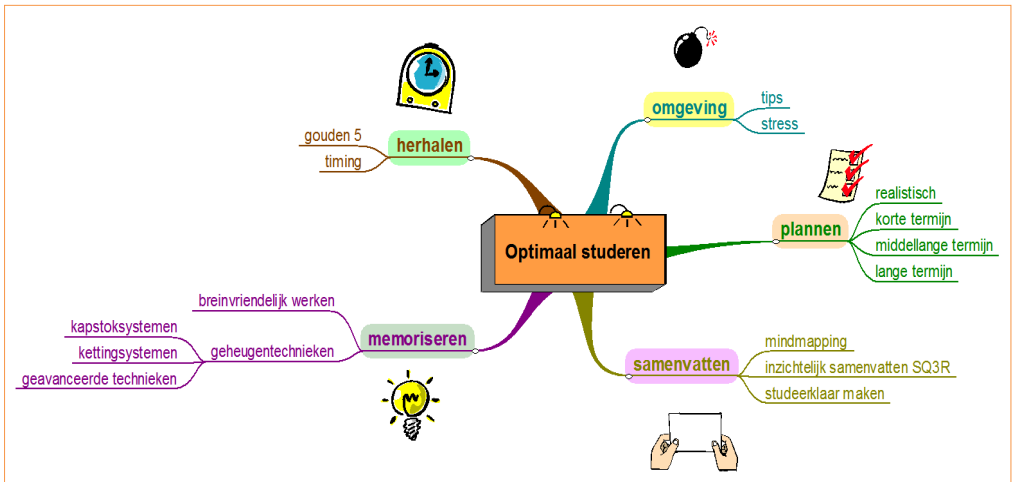 Optimaal studeren
omgeving
tips
stress
plannen
realistisch
korte termijn
middellange termijn
lange termijn
samenvatten
mindmapping
inzichtelijk samenvatten SQ3R
studeerklaar maken
memoriseren
breinvriendelijk werken
geheugentechnieken
kapstoksystemen
kettingsystemen
geavanceerde technieken
herhalen
gouden 5
timing